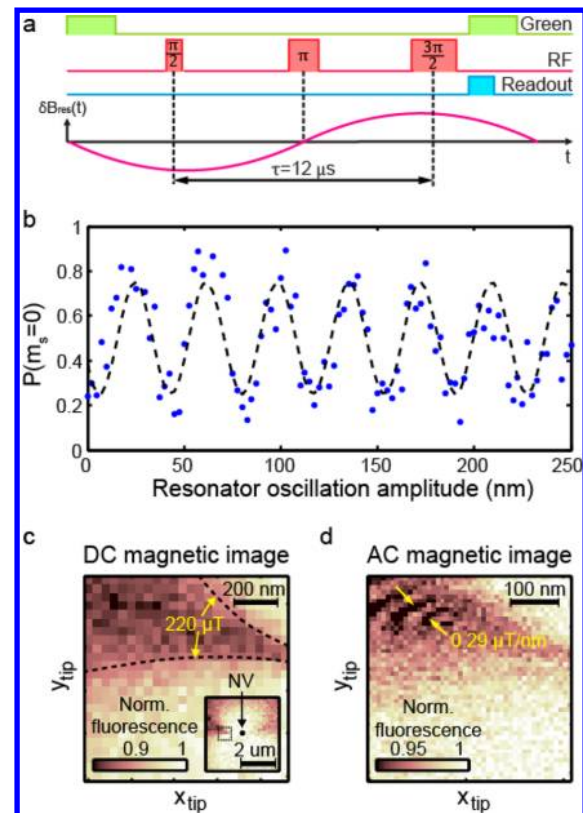 a
Green
π/2
π
3π/2
RF
Readout
δBres(t)
t
τ=12 μs
b
P(ms=0)
1
0.8
0.6
0.4
0.2
0
0
50
100
150
200
250
Resonator oscillation amplitude (nm)
c
DC magnetic image
200 nm
220 μT
NV
Norm.
fluorescence
0.9
1
2 um
ytip
xtip
d
AC magnetic image
100 nm
0.29 μT/nm
Norm.
fluorescence
0.95
1
ytip
xtip